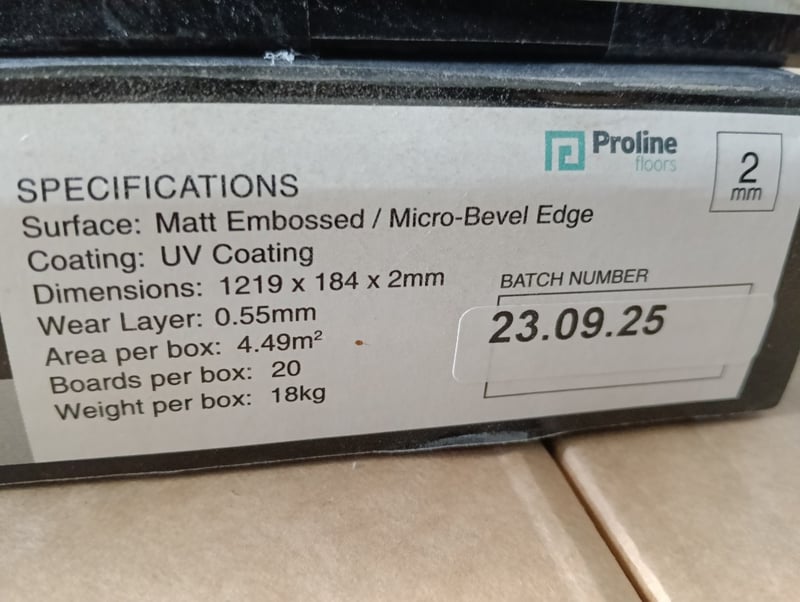 Proline
floors
2
mm
SPECIFICATIONS
Surface: Matt Embossed / Micro-Bevel Edge
Coating: UV Coating
Dimensions: 1219 x 184 x 2mm
Wear Layer: 0.55mm
Area per box: 4.49m²
Boards per box: 20
Weight per box: 18kg
BATCH NUMBER
23.09.25